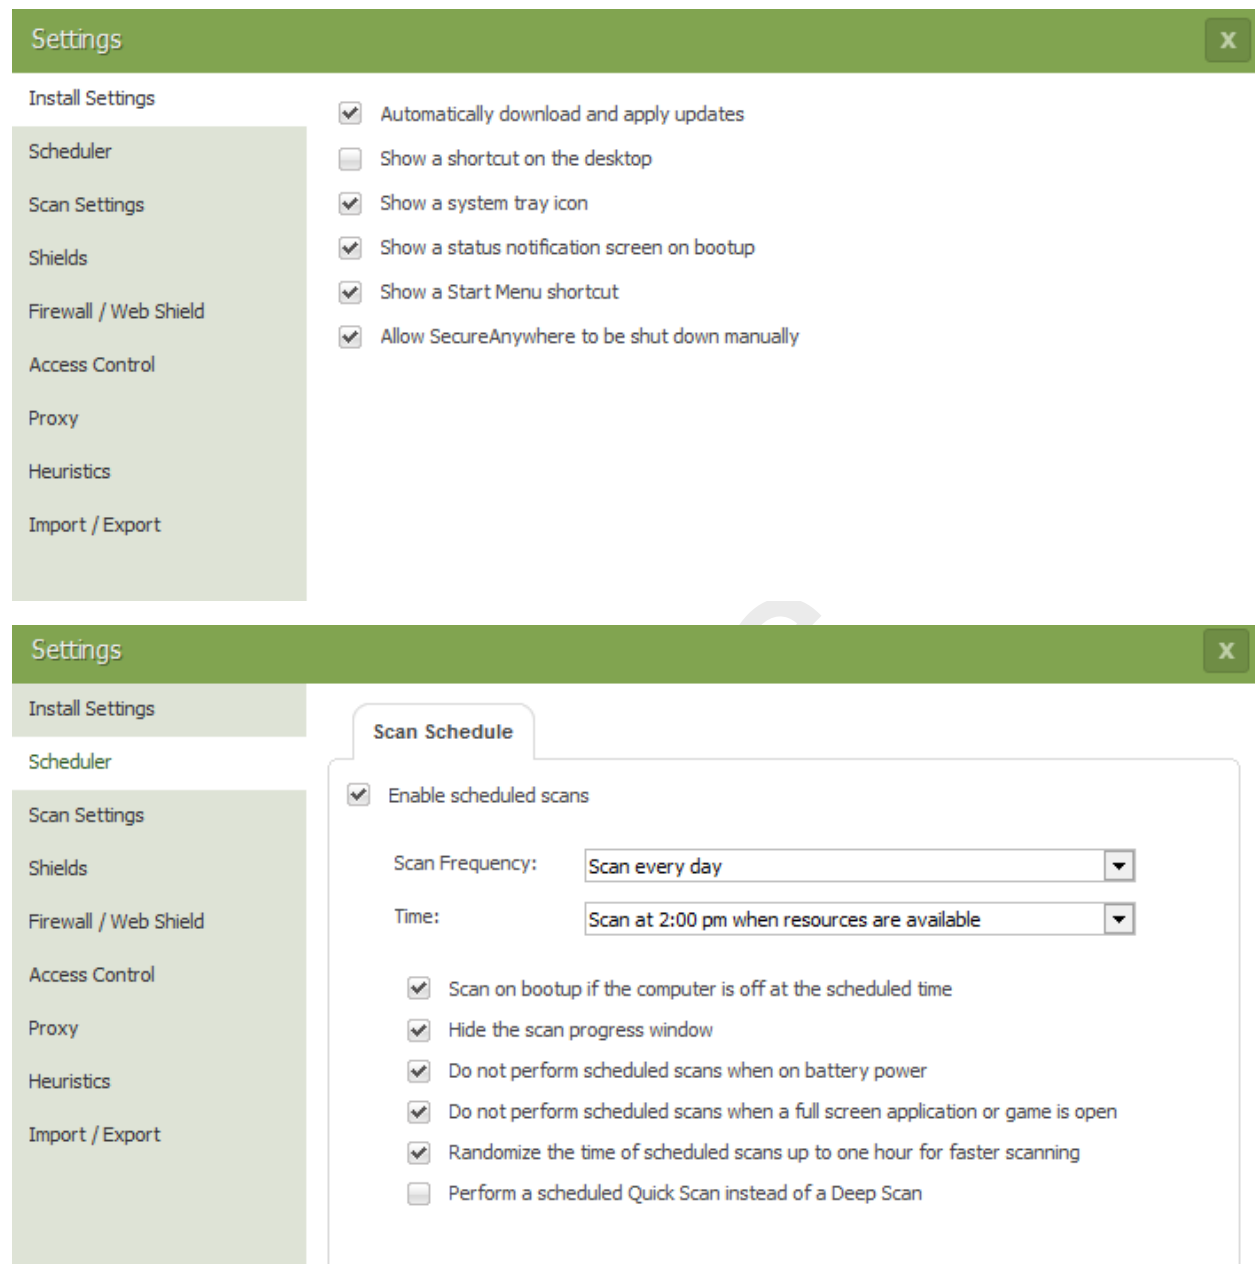 Settings
X
Install Settings
Scheduler
Scan Settings
Shields
Firewall / Web Shield
Access Control
Proxy
Heuristics
Import / Export
Automatically download and apply updates
Show a shortcut on the desktop
Show a system tray icon
Show a status notification screen on bootup
Show a Start Menu shortcut
Allow SecureAnywhere to be shut down manually
Settings
X
Install Settings
Scheduler
Scan Settings
Shields
Firewall / Web Shield
Access Control
Proxy
Heuristics
Import / Export
Scan Schedule
Enable scheduled scans
Scan Frequency: Scan every day
Time: Scan at 2:00 pm when resources are available
Scan on bootup if the computer is off at the scheduled time
Hide the scan progress window
Do not perform scheduled scans when on battery power
Do not perform scheduled scans when a full screen application or game is open
Randomize the time of scheduled scans up to one hour for faster scanning
Perform a scheduled Quick Scan instead of a Deep Scan